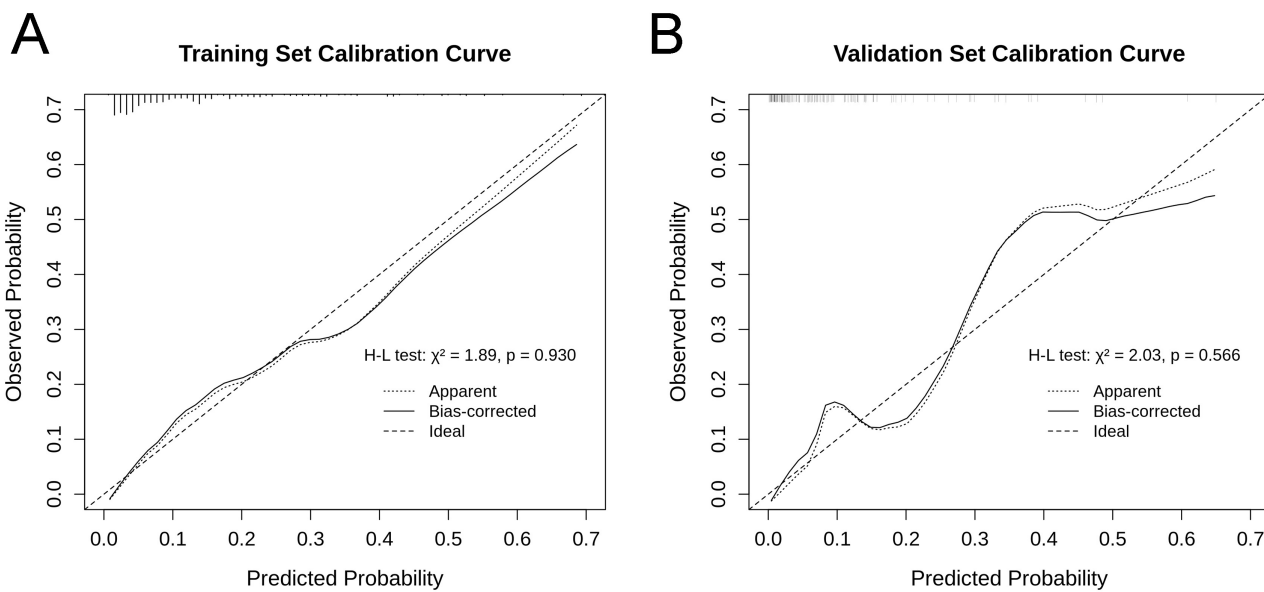 A
Training Set Calibration Curve
Observed Probability
0.7
0.6
0.5
0.4
0.3
0.2
0.1
0.0
H-L test: χ² = 1.89, p = 0.930
Apparent
Bias-corrected
Ideal
0.0 0.1 0.2 0.3 0.4 0.5 0.6 0.7
Predicted Probability
B
Validation Set Calibration Curve
Observed Probability
0.7
0.6
0.5
0.4
0.3
0.2
0.1
0.0
H-L test: χ² = 2.03, p = 0.566
Apparent
Bias-corrected
Ideal
0.0 0.1 0.2 0.3 0.4 0.5 0.6 0.7
Predicted Probability